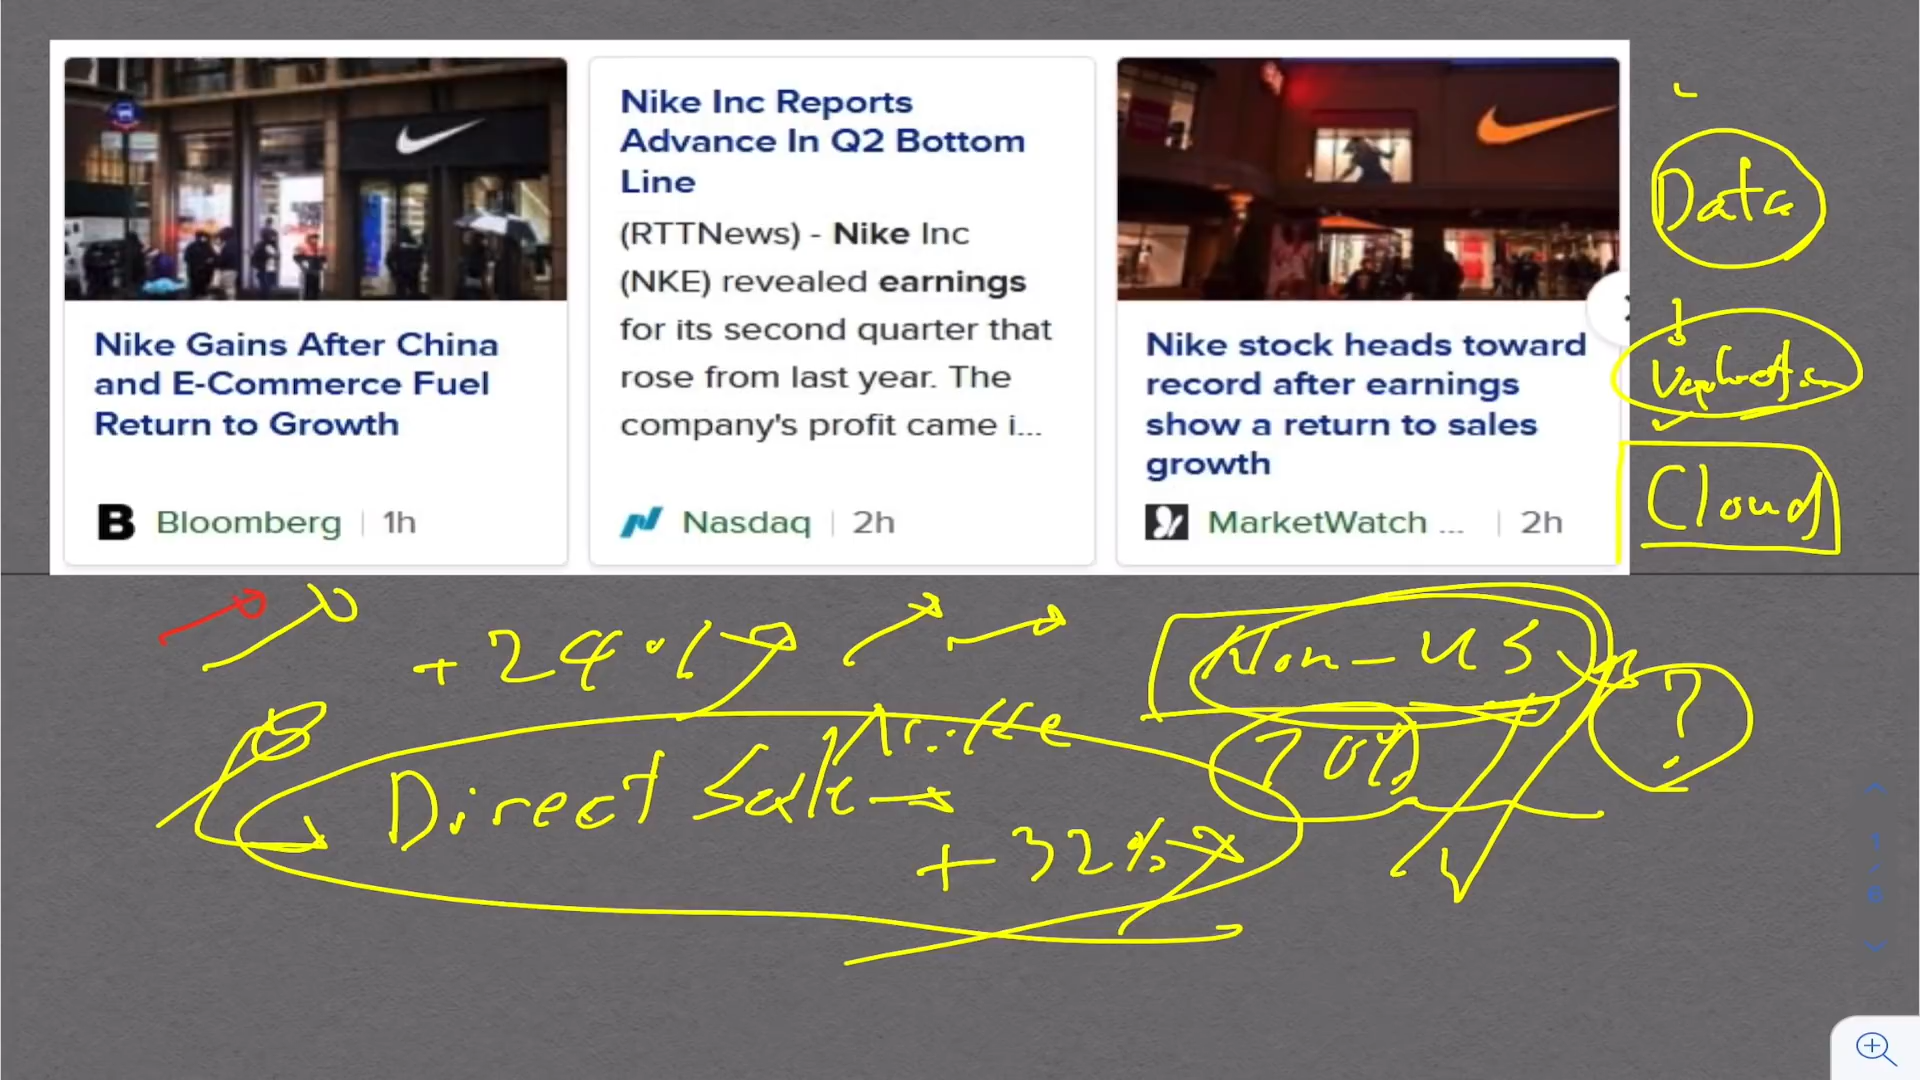 Nike Gains After China
and E-Commerce Fuel
Return to Growth
B Bloomberg | 1h
Nike Inc Reports
Advance In Q2 Bottom
Line
(RTTNews) - Nike Inc
(NKE) revealed earnings
for its second quarter that
rose from last year. The
company's profit came i...
Nasdaq | 2h
Nike stock heads toward
record after earnings
show a return to sales
growth
MarketWatch ... | 2h
Data
Cloud
+24%
Non-US
?
Nike
70%
Direct Sale
+32%